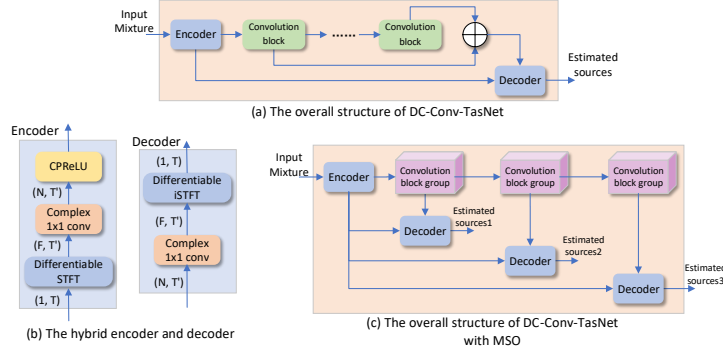 Input
Mixture
Encoder
Convolution
block
......
Convolution
block
Decoder
Estimated
sources
(a) The overall structure of DC-Conv-TasNet
Encoder
CPReLU
(N, T')
Complex
1x1 conv
(F, T')
Differentiable
STFT
(1, T)
Decoder
(1, T)
Differentiable
iSTFT
(F, T')
Complex
1x1 conv
(N, T')
(b) The hybrid encoder and decoder
Input
Mixture
Encoder
Convolution
block group
Convolution
block group
Convolution
block group
Decoder
Estimated
sources1
Decoder
Estimated
sources2
Decoder
Estimated
sources3
(c) The overall structure of DC-Conv-TasNet
with MSO